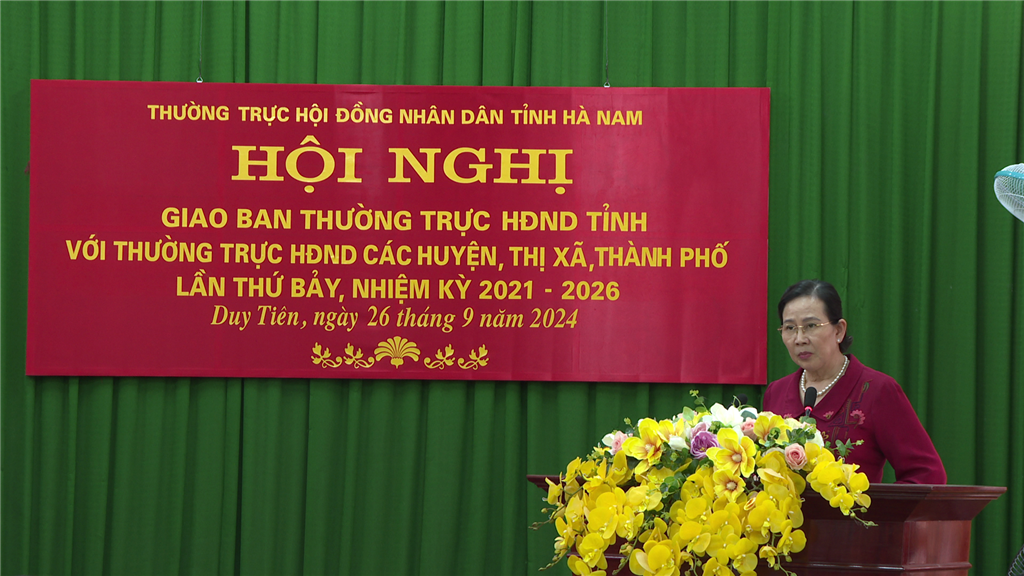 THƯỜNG TRỰC HỘI ĐỒNG NHÂN DÂN TỈNH HÀ NAM
HỘI NGHỊ
GIAO BAN THƯỜNG TRỰC HĐND TỈNH
VỚI THƯỜNG TRỰC HĐND CÁC HUYỆN, THỊ XÃ,THÀNH PHỐ
LẦN THỨ BẢY, NHIỆM KỲ 2021 - 2026
Duy Tiên, ngày 26 tháng 9 năm 2024